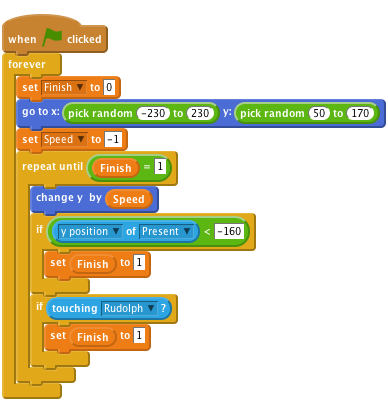 when clicked
forever
set Finish to 0
go to x: pick random -230 to 230 y: pick random 50 to 170
set Speed to -1
repeat until Finish = 1
change y by Speed
if y position of Present < -160
set Finish to 1
if touching Rudolph ?
set Finish to 1